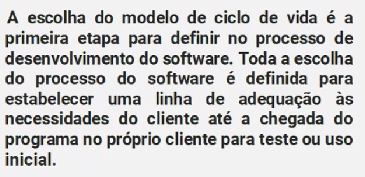 A escolha do modelo de ciclo de vida é a
primeira etapa para definir no processo de
desenvolvimento do software. Toda a escolha
do processo do software é definida para
estabelecer uma linha de adequação às
necessidades do cliente até a chegada do
programa no próprio cliente para teste ou uso
inicial.